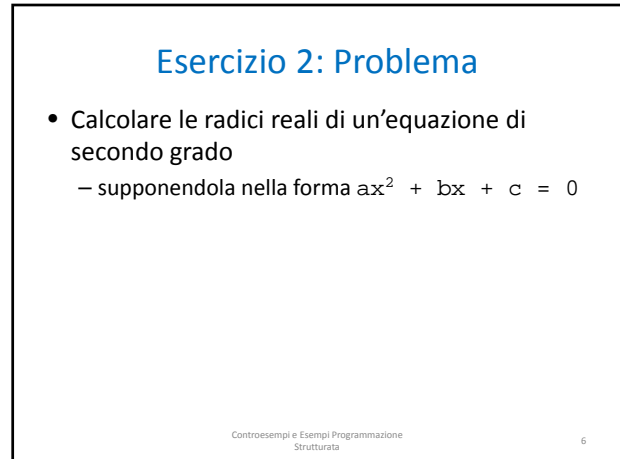 Esercizio 2: Problema
• Calcolare le radici reali di un'equazione di
secondo grado
– supponendola nella forma ax² + bx + c = 0
Controesempi e Esempi Programmazione
Strutturata
6